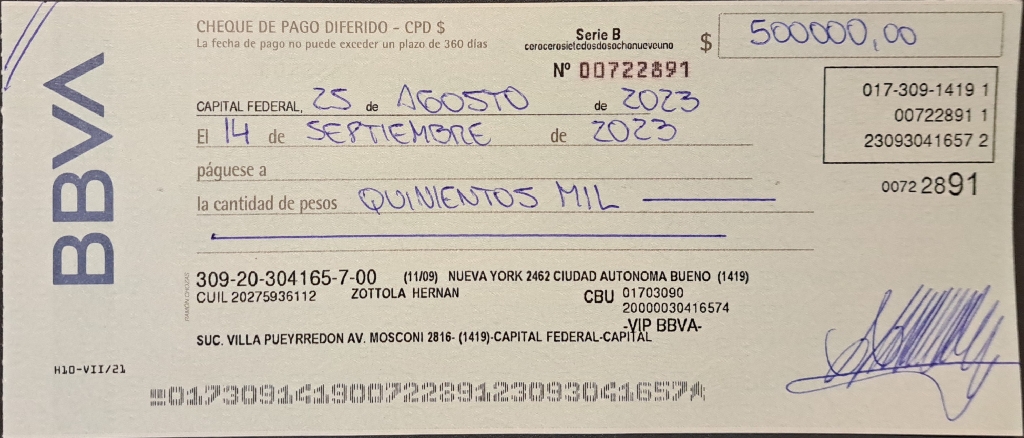 BBVA
CHEQUE DE PAGO DIFERIDO – CPD $
La fecha de pago no puede exceder un plazo de 360 días
Serie B
cerocerosietedosdosochonueveuno
Nº 00722891
$ 500000,00
017-309-1419 1
00722891 1
23093041657 2
0072 2891
CAPITAL FEDERAL, 25 de AGOSTO de 2023
El 14 de SEPTIEMBRE de 2023
páguese a
la cantidad de pesos QUINIENTOS MIL
309-20-304165-7-00 (11/09) NUEVA YORK 2462 CIUDAD AUTONOMA BUENO (1419)
CUIL 20275936112 ZOTTOLA HERNAN CBU 01703090
20000030416574
-VIP BBVA-
SUC. VILLA PUEYRREDON AV. MOSCONI 2816- (1419)-CAPITAL FEDERAL-CAPITAL
H10-VII/21
01730914190072289123093041657